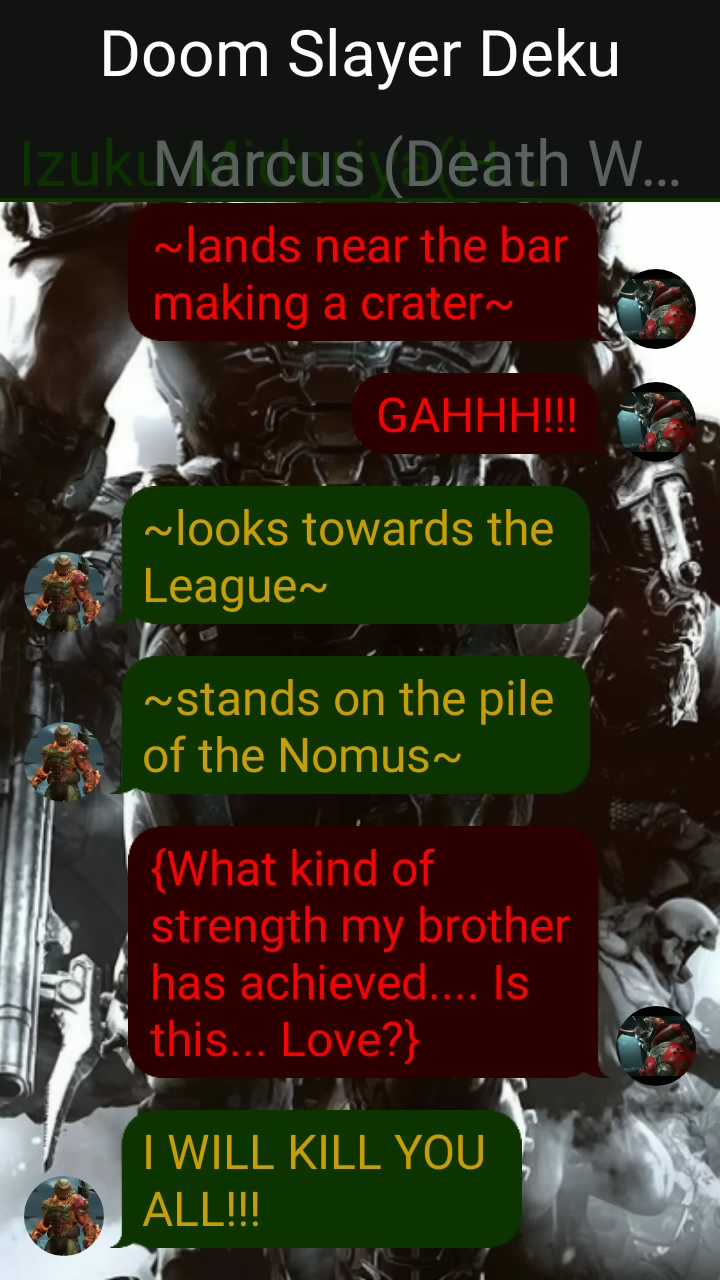 Doom Slayer Deku
Izuku Midoriya(H...
Marcus (Death W...
~lands near the bar
making a crater~
GAHHH!!!
~looks towards the
League~
~stands on the pile
of the Nomus~
{What kind of
strength my brother
has achieved.... Is
this... Love?}
I WILL KILL YOU
ALL!!!